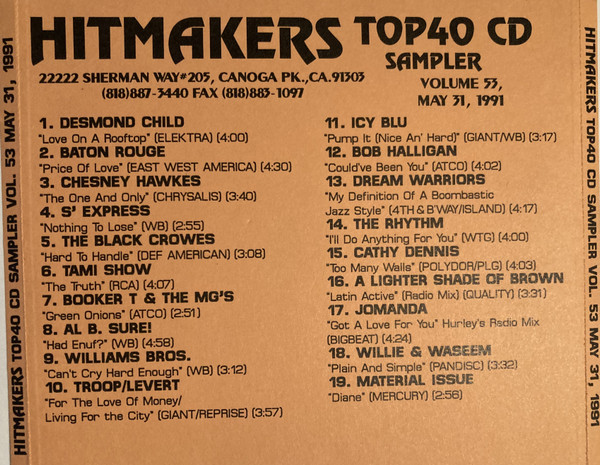 HITMAKERS TOP40 CD
SAMPLER
22222 SHERMAN WAY#205, CANOGA PK.,CA.91303
(818)887-3440 FAX (818)883-1097
VOLUME 53,
MAY 31, 1991
1. DESMOND CHILD
"Love On A Rooftop" (ELEKTRA) (4:00)
2. BATON ROUGE
"Price Of Love" (EAST WEST AMERICA) (4:30)
3. CHESNEY HAWKES
"The One And Only" (CHRYSALIS) (3:40)
4. S' EXPRESS
"Nothing To Lose" (WB) (2:55)
5. THE BLACK CROWES
"Hard To Handle" (DEF AMERICAN) (3:08)
6. TAMI SHOW
"The Truth" (RCA) (4:07)
7. BOOKER T & THE MG'S
"Green Onions" (ATCO) (2:51)
8. AL B. SURE!
"Had Enuf?" (WB) (4:58)
9. WILLIAMS BROS.
"Can't Cry Hard Enough" (WB) (3:12)
10. TROOP/LEVERT
"For The Love Of Money/
Living For the City" (GIANT/REPRISE) (3:57)
11. ICY BLU
"Pump It (Nice An' Hard)" (GIANT/WB) (3:17)
12. BOB HALLIGAN
"Could've Been You" (ATCO) (4:02)
13. DREAM WARRIORS
"My Definition Of A Boombastic
Jazz Style" (4TH & B'WAY/ISLAND) (4:17)
14. THE RHYTHM
"I'll Do Anything For You" (WTG) (4:00)
15. CATHY DENNIS
"Too Many Walls" (POLYDOR/PLG) (4:03)
16. A LIGHTER SHADE OF BROWN
"Latin Active" (Radio Mix) (QUALITY) (3:31)
17. JOMANDA
"Got A Love For You" Hurley's Radio Mix
(BIGBEAT) (4:24)
18. WILLIE & WASEEM
"Plain And Simple" (PANDISC) (3:32)
19. MATERIAL ISSUE
"Diane" (MERCURY) (2:56)
HITMAKERS TOP40 CD SAMPLER VOL. 53 MAY 31, 1991
HITMAKERS TOP40 CD SAMPLER VOL. 53 MAY 31, 1991